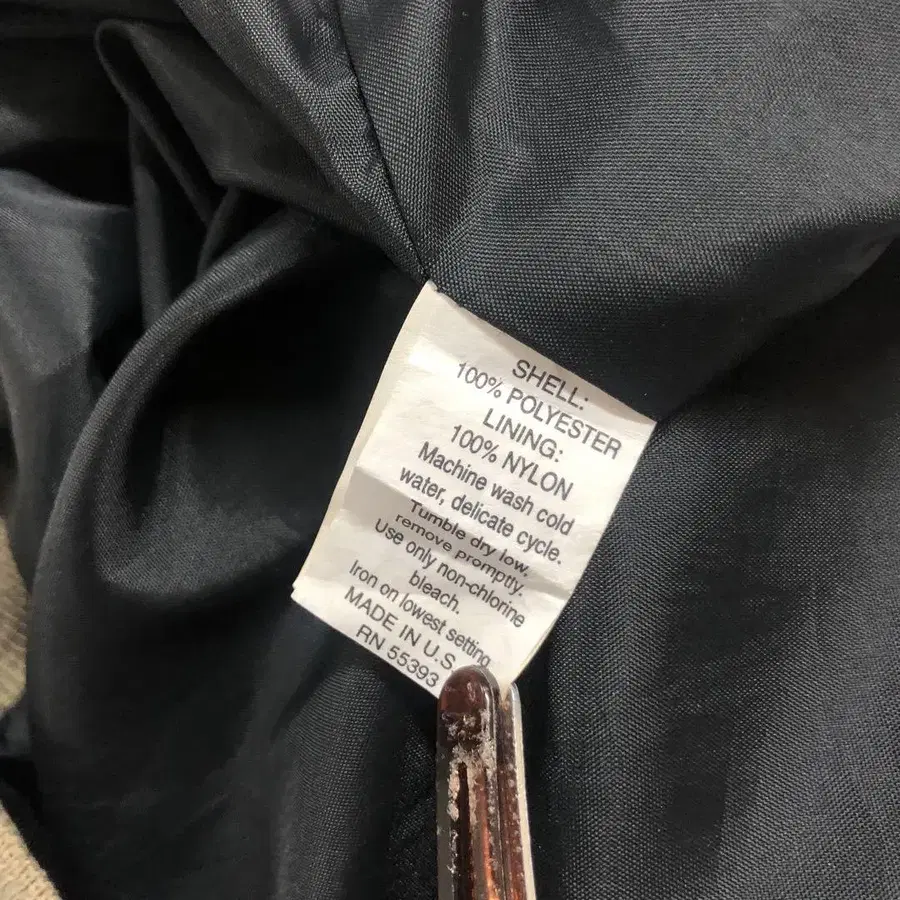 SHELL:
100% POLYESTER
LINING:
100% NYLON
Machine wash cold
water, delicate cycle.
Tumble dry low,
remove promptly.
Use only non-chlorine
bleach.
Iron on lowest setting
MADE IN U.S
RN 55393